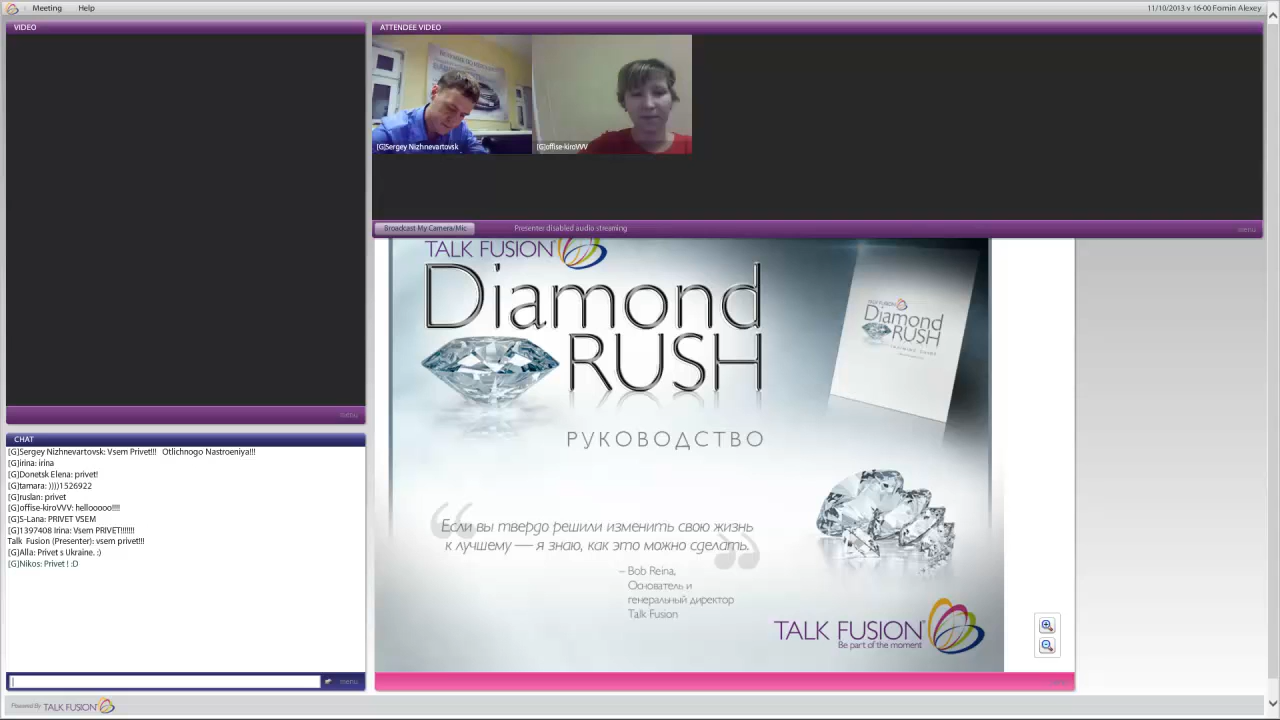 Meeting Help
11/10/2013 v 16-00 Fomin Alexey
VIDEO
ATTENDEE VIDEO
[G]Sergey Nizhnevartovsk
[G]offise-kiroVVV
Broadcast My Camera/Mic
Presenter disabled audio streaming
menu
TALK FUSION
Diamond
RUSH
РУКОВОДСТВО
TALK FUSION
Diamond
RUSH
“Если вы твердо решили изменить свою жизнь
к лучшему — я знаю, как это можно сделать.”
– Bob Reina,
Основатель и
генеральный директор
Talk Fusion
TALK FUSION
Be part of the moment
menu
CHAT
[G]Sergey Nizhnevartovsk: Vsem Privet!!! Otlichnogo Nastroeniya!!!
[G]irina: irina
[G]Donetsk Elena: privet!
[G]tamara: ))))1526922
[G]ruslan: privet
[G]offise-kiroVVV: hellooooo!!!!
[G]S-Lana: PRIVET VSEM
[G]1397408 Irina: Vsem PRIVET!!!!!!!
Talk Fusion (Presenter): vsem privet!!!
[G]Alla: Privet s Ukraine. :)
[G]Nikos: Privet ! :D
menu
Powered By TALK FUSION